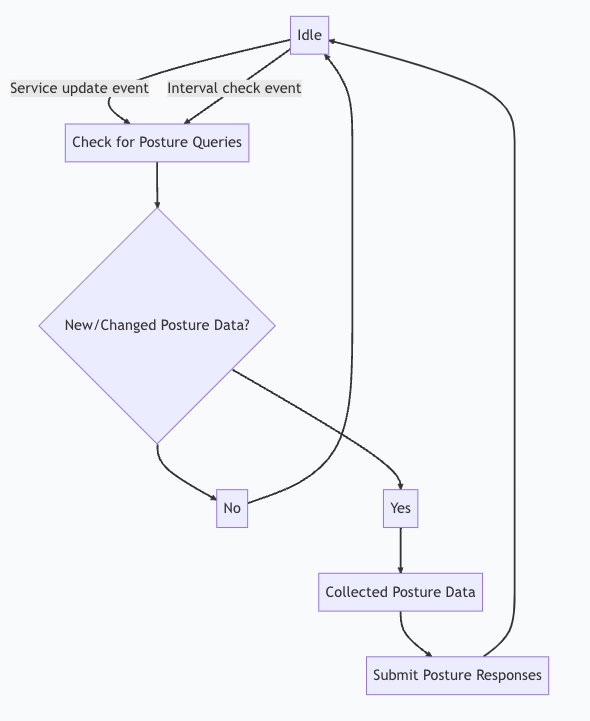 Idle
Service update event
Interval check event
Check for Posture Queries
New/Changed Posture Data?
No
Yes
Collected Posture Data
Submit Posture Responses